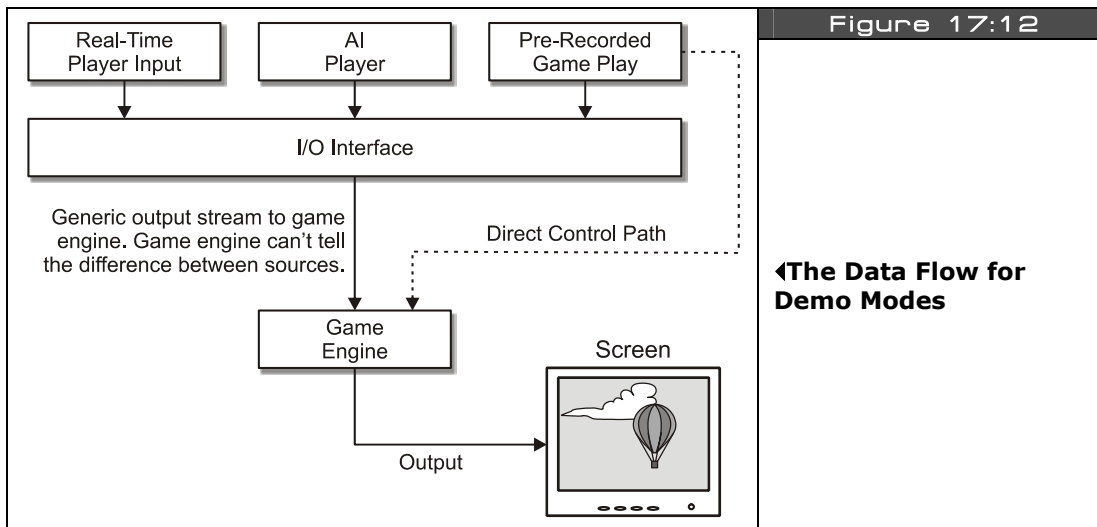 Figure 17:12
Real-Time
Player Input
AI
Player
Pre-Recorded
Game Play
I/O Interface
Generic output stream to game
engine. Game engine can't tell
the difference between sources.
Direct Control Path
Game
Engine
Screen
Output
The Data Flow for
Demo Modes